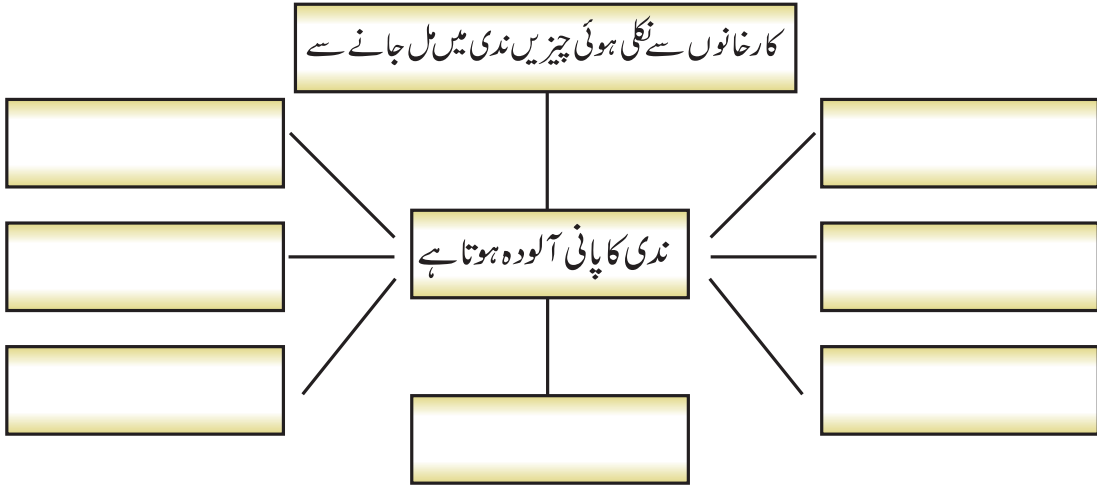 کارخانوں سے نکلی ہوئی چیزیں ندی میں مل جانے سے
ندی کا پانی آلودہ ہوتا ہے